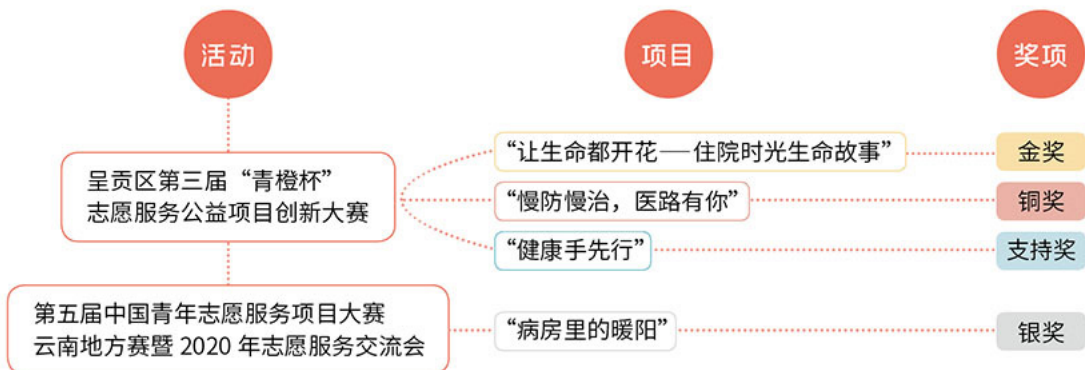 活动
项目
奖项
呈贡区第三届“青橙杯”
志愿服务公益项目创新大赛
“让生命都开花——住院时光生命故事”
金奖
“慢防慢治，医路有你”
铜奖
“健康手先行”
支持奖
第五届中国青年志愿服务项目大赛
云南地方赛暨 2020 年志愿服务交流会
“病房里的暖阳”
银奖